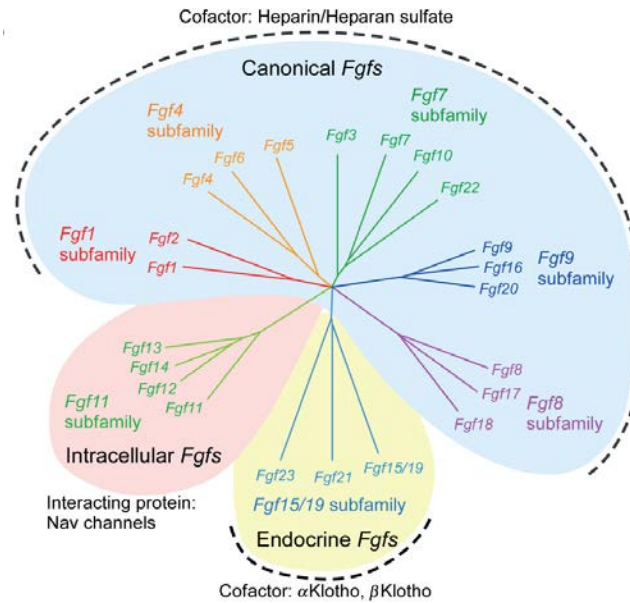 Cofactor: Heparin/Heparan sulfate
Canonical Fgfs
Fgf4
subfamily
Fgf7
subfamily
Fgf3
Fgf7
Fgf5
Fgf6
Fgf10
Fgf4
Fgf22
Fgf1
subfamily
Fgf2
Fgf1
Fgf9
Fgf16
Fgf20
Fgf9
subfamily
Fgf13
Fgf14
Fgf12
Fgf11
Fgf11
subfamily
Fgf8
Fgf17
Fgf18
Fgf8
subfamily
Intracellular Fgfs
Fgf23
Fgf21
Fgf15/19
Fgf15/19 subfamily
Interacting protein:
Nav channels
Endocrine Fgfs
Cofactor: αKlotho, βKlotho